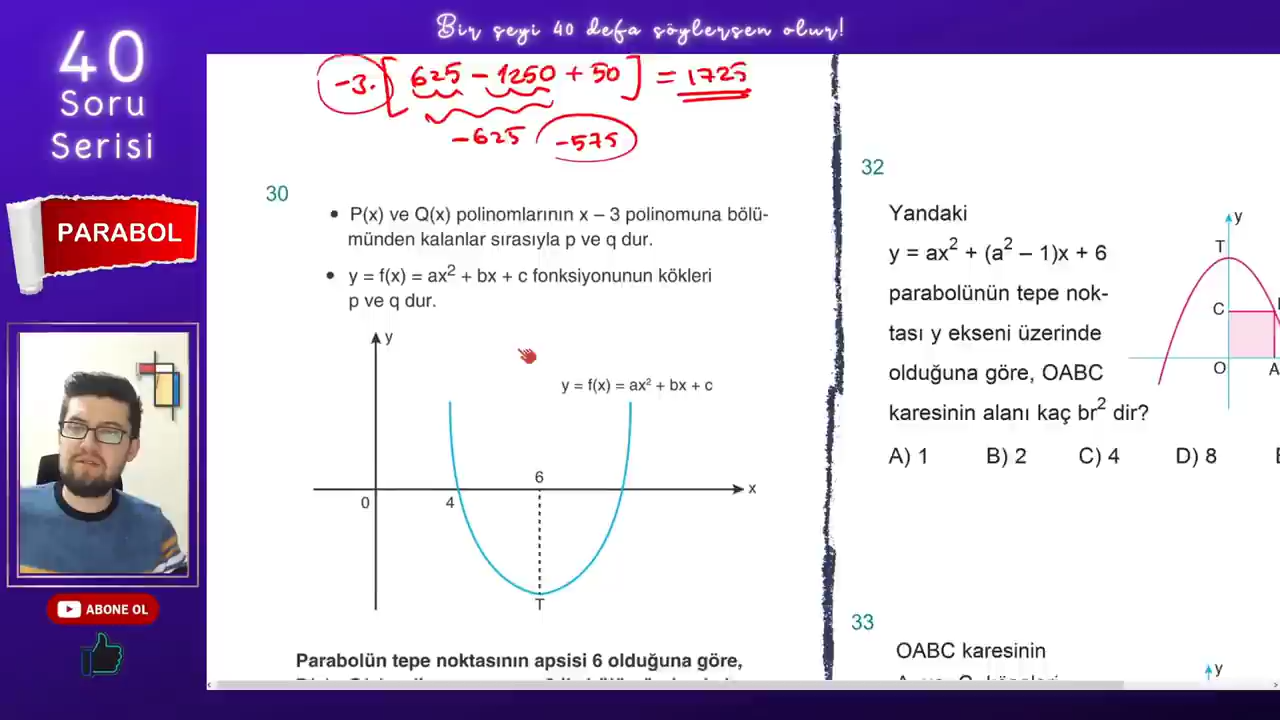 Bir şeyi 40 defa söylersen olur!
40
Soru
Serisi
PARABOL
ABONE OL
-3. [ 625 - 1250 + 50 ] = 1725
-625 -575
30
• P(x) ve Q(x) polinomlarının x – 3 polinomuna bölü-
münden kalanlar sırasıyla p ve q dur.
• y = f(x) = ax² + bx + c fonksiyonunun kökleri
p ve q dur.
y
y = f(x) = ax² + bx + c
6
0
4
x
T
Parabolün tepe noktasının apsisi 6 olduğuna göre,
32
Yandaki
y = ax² + (a² – 1)x + 6
parabolünün tepe nok-
tası y ekseni üzerinde
olduğuna göre, OABC
karesinin alanı kaç br² dir?
A) 1 B) 2 C) 4 D) 8
y
T
C
O
A
33
OABC karesinin
y